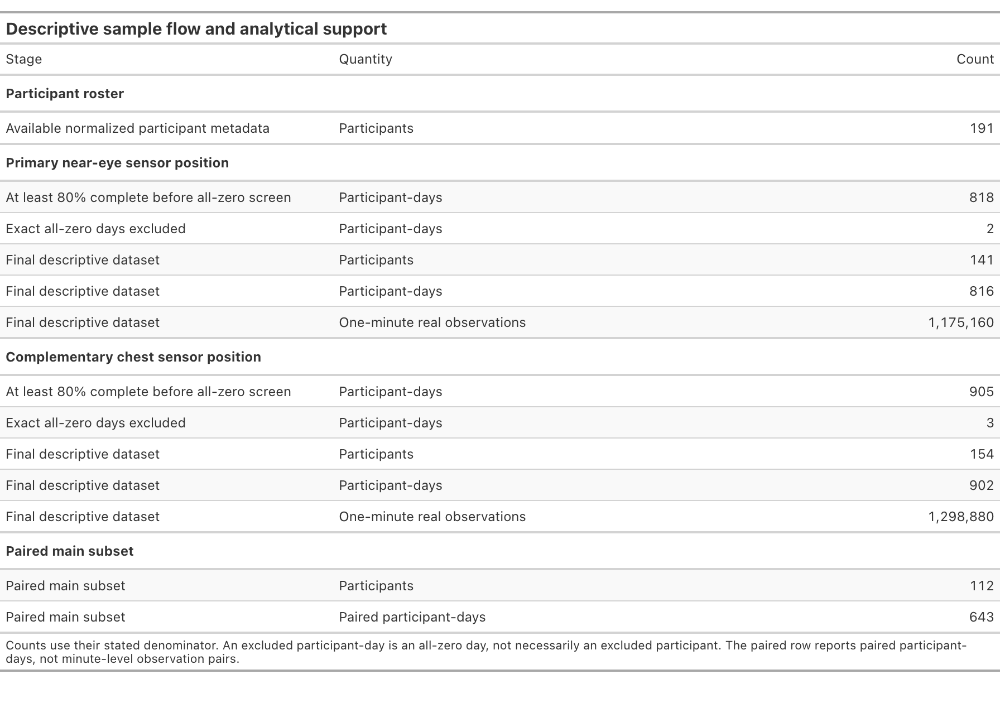 Descriptive sample flow and analytical support
Stage Quantity Count
Participant roster
Available normalized participant metadata Participants 191
Primary near-eye sensor position
At least 80% complete before all-zero screen Participant-days 818
Exact all-zero days excluded Participant-days 2
Final descriptive dataset Participants 141
Final descriptive dataset Participant-days 816
Final descriptive dataset One-minute real observations 1,175,160
Complementary chest sensor position
At least 80% complete before all-zero screen Participant-days 905
Exact all-zero days excluded Participant-days 3
Final descriptive dataset Participants 154
Final descriptive dataset Participant-days 902
Final descriptive dataset One-minute real observations 1,298,880
Paired main subset
Paired main subset Participants 112
Paired main subset Paired participant-days 643
Counts use their stated denominator. An excluded participant-day is an all-zero day, not necessarily an excluded participant. The paired row reports paired participant-
days, not minute-level observation pairs.